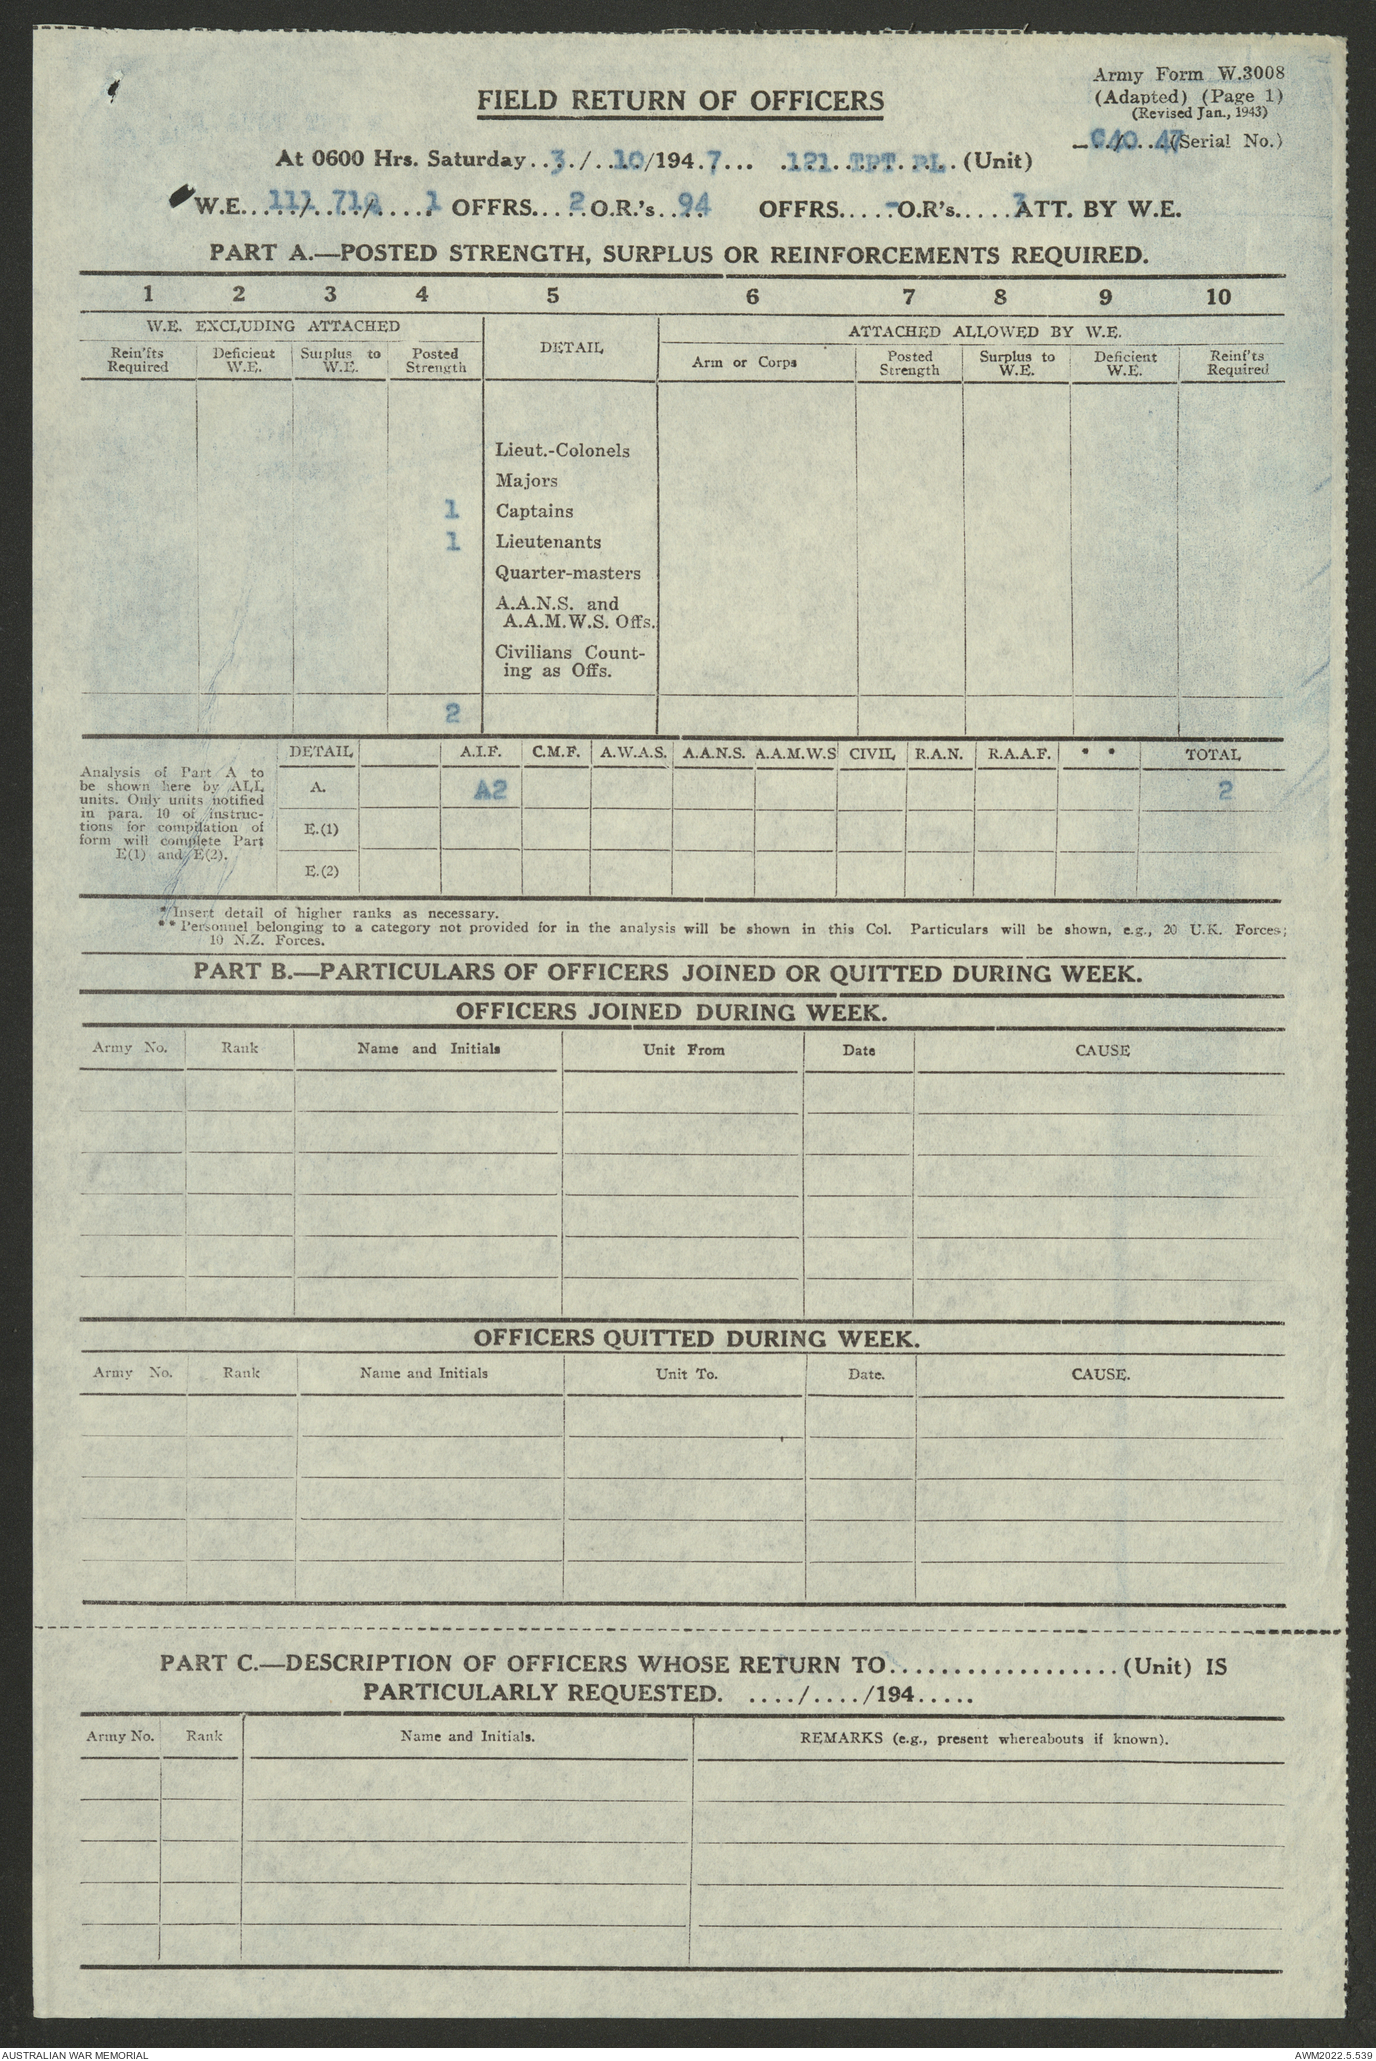 Army Form W.3008
(Adapted) (Page 1)
(Revised Jan., 1943)
FIELD RETURN OF OFFICERS
C40. 47 (Serial No.)
At 0600 Hrs. Saturday...3./...10/194.7... .121 TPT PL. (Unit)
W.E. 111/ /1 OFFRS.....2 O.R.'s...94 OFFRS.....- O.R's.....3 ATT. BY W.E.
PART A.—POSTED STRENGTH, SURPLUS OR REINFORCEMENTS REQUIRED.
1 2 3 4 5 6 7 8 9 10
W.E. EXCLUDING ATTACHED DETAIL ATTACHED ALLOWED BY W.E.
Rein'fts Required Deficient W.E. Surplus to W.E. Posted Strength Arm or Corps Posted Strength Surplus to W.E. Deficient W.E. Reinf'ts Required
Lieut.-Colonels
Majors
1 Captains
1 Lieutenants
Quarter-masters
A.A.N.S. and
A.A.M.W.S. Offs.
Civilians Count-
ing as Offs.
2
DETAIL A.I.F. C.M.F. A.W.A.S. A.A.N.S. A.A.M.W.S CIVIL R.A.N. R.A.A.F. * * TOTAL
Analysis of Part A to
be shown here by ALL
units. Only units notified
in para. 10 of instruc-
tions for compilation of
form will complete Part
E(1) and E(2).
A. A2 2
E.(1)
E.(2)
* Insert detail of higher ranks as necessary.
** Personnel belonging to a category not provided for in the analysis will be shown in this Col. Particulars will be shown, e.g., 20 U.K. Forces;
10 N.Z. Forces.
PART B.—PARTICULARS OF OFFICERS JOINED OR QUITTED DURING WEEK.
OFFICERS JOINED DURING WEEK.
Army No. Rank Name and Initials Unit From Date CAUSE
OFFICERS QUITTED DURING WEEK.
Army No. Rank Name and Initials Unit To. Date. CAUSE.
PART C.—DESCRIPTION OF OFFICERS WHOSE RETURN TO..................(Unit) IS
PARTICULARLY REQUESTED. ..../..../194.....
Army No. Rank Name and Initials. REMARKS (e.g., present whereabouts if known).
AUSTRALIAN WAR MEMORIAL AWM2022.5.539